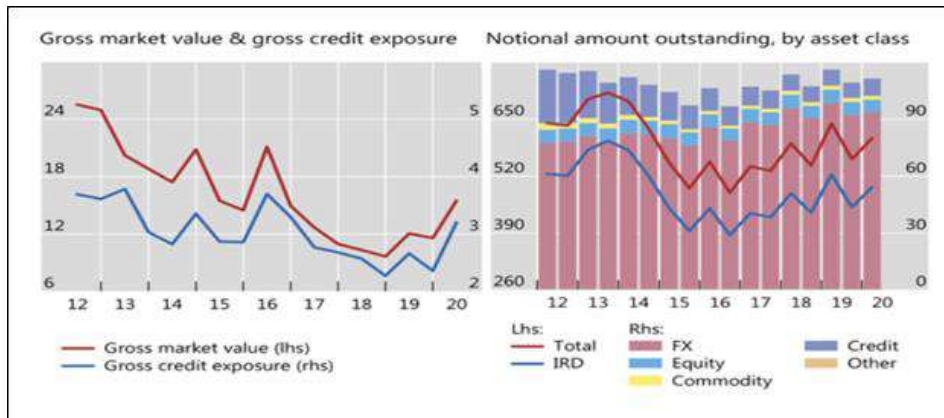 Gross market value & gross credit exposure
24
18
12
6
5
4
3
2
12 13 14 15 16 17 18 19 20
Gross market value (lhs)
Gross credit exposure (rhs)
Notional amount outstanding, by asset class
650
520
390
260
90
60
30
0
12 13 14 15 16 17 18 19 20
Lhs:
Total
IRD
Rhs:
FX
Equity
Commodity
Credit
Other